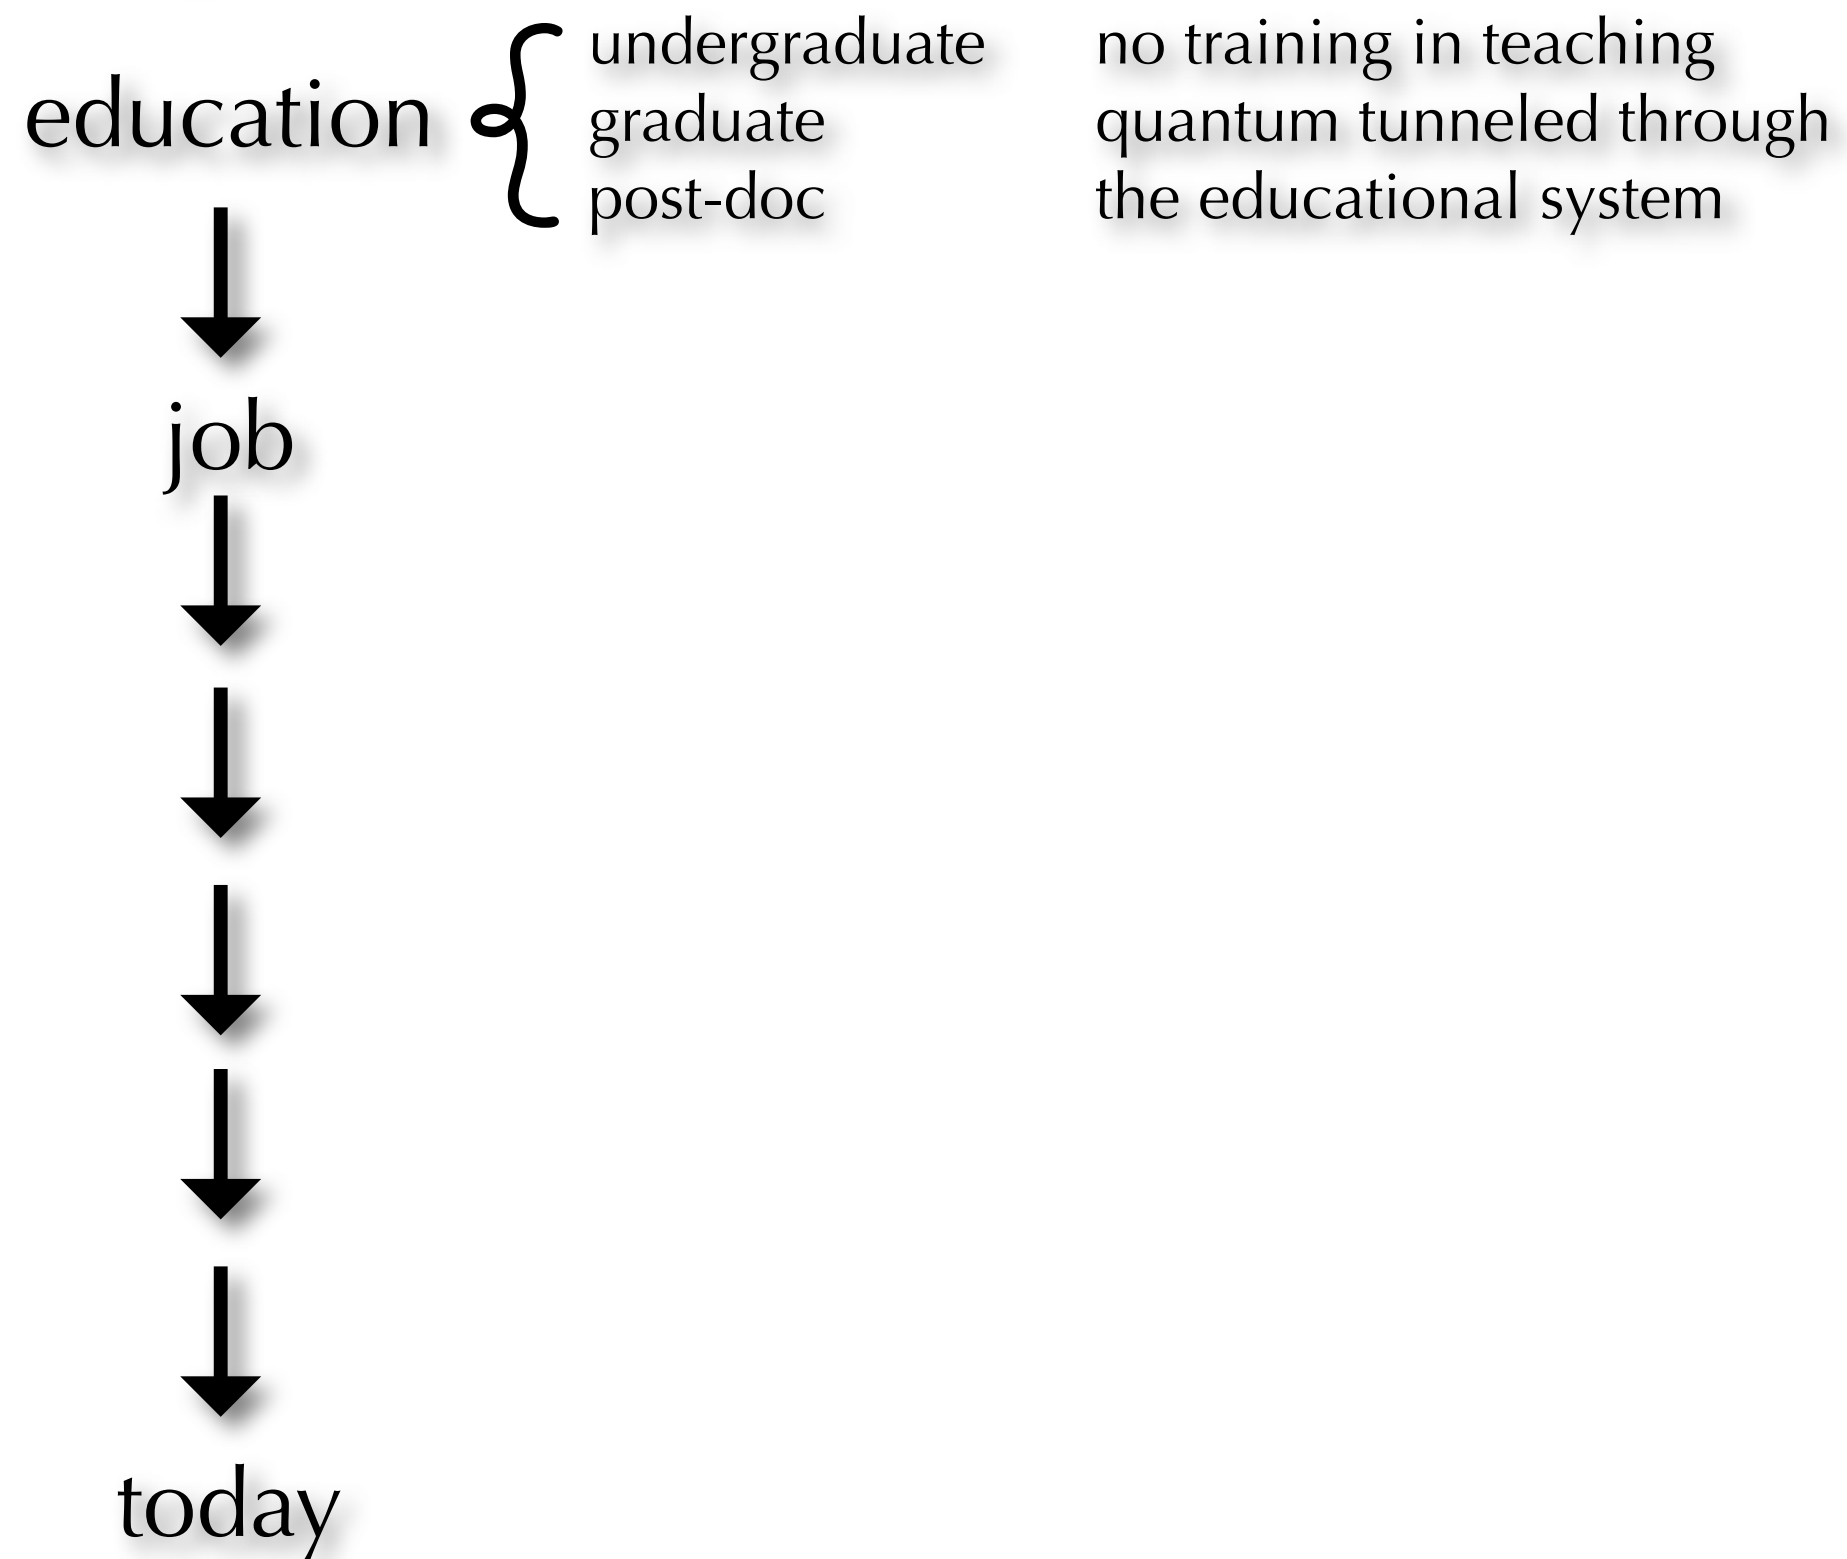 education
undergraduate
graduate
post-doc
no training in teaching
quantum tunneled through
the educational system
job
today